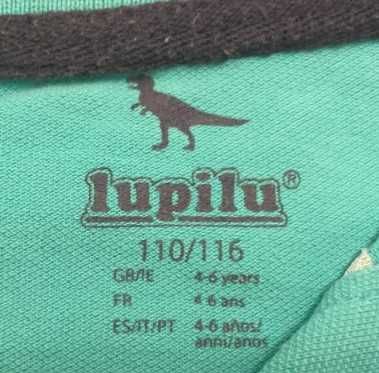 lupilu®
110/116
GB/IE 4-6 years
FR 4-6 ans
ES/IT/PT 4-6 años/
anni/anos